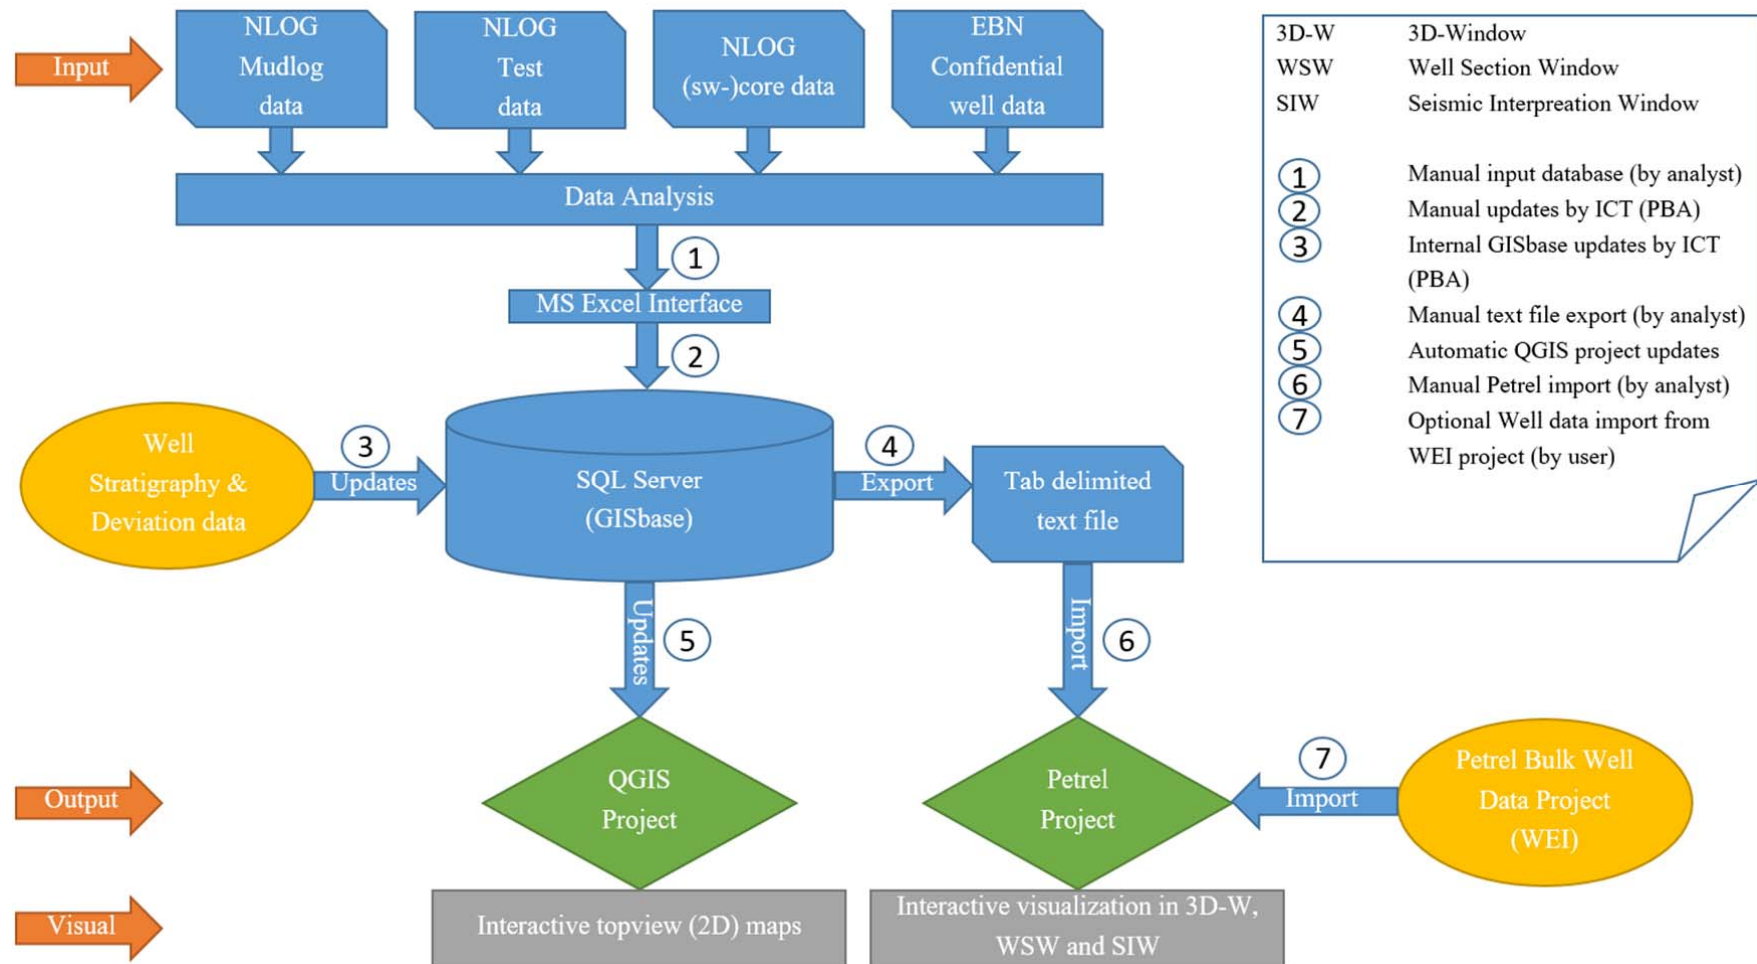 Input
NLOG
Mudlog
data
NLOG
Test
data
NLOG
(sw-)core data
EBN
Confidential
well data
Data Analysis
1
MS Excel Interface
2
Well
Stratigraphy &
Deviation data
3
Updates
SQL Server
(GISbase)
4
Export
Tab delimited
text file
Updates
5
Import
6
Output
QGIS
Project
Petrel
Project
7
Import
Petrel Bulk Well
Data Project
(WEI)
Visual
Interactive topview (2D) maps
Interactive visualization in 3D-W,
WSW and SIW
3D-W 3D-Window
WSW Well Section Window
SIW Seismic Interpreation Window
1 Manual input database (by analyst)
2 Manual updates by ICT (PBA)
3 Internal GISbase updates by ICT
(PBA)
4 Manual text file export (by analyst)
5 Automatic QGIS project updates
6 Manual Petrel import (by analyst)
7 Optional Well data import from
WEI project (by user)